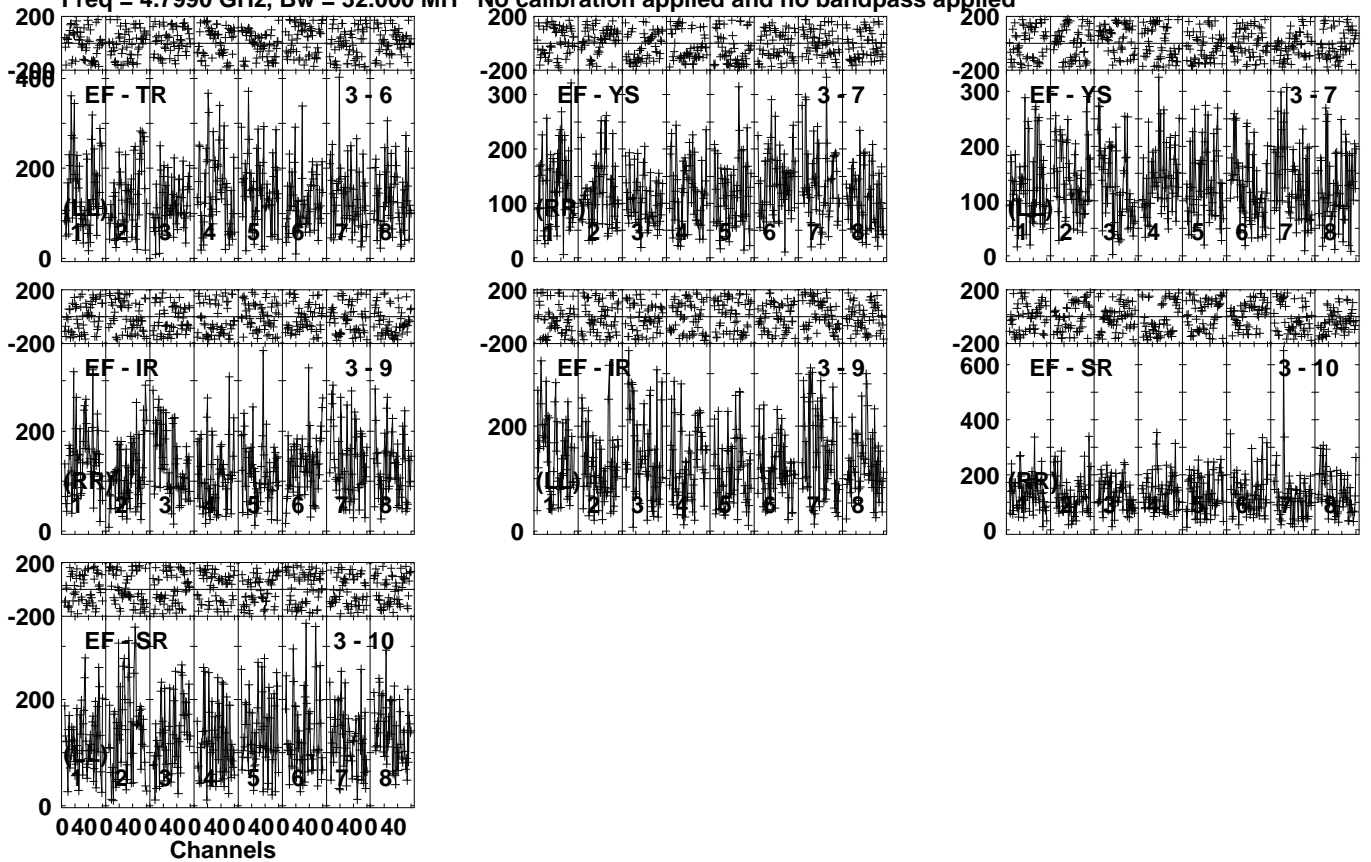 Freq = 4.7990 GHz, Bw = 32.000 MH No calibration applied and no bandpass applied
200 200 200
-200 -200 -200
400 EF - TR 3 - 6 300 EF - YS 3 - 7 300 EF - YS 3 - 7
200 200 200
100 100
(LL) (RR) (LL)
1 2 3 4 5 6 7 8 1 2 3 4 5 6 7 8 1 2 3 4 5 6 7 8
0 0 0
200 200 200
-200 -200 -200
EF - IR 3 - 9 EF - IR 3 - 9 600 EF - SR 3 - 10
400
200 200 200
(RR) (LL) (RR)
1 2 3 4 5 6 7 8 1 2 3 4 5 6 7 8 1 2 3 4 5 6 7 8
0 0 0
200
-200
EF - SR 3 - 10
200
(LL)
1 2 3 4 5 6 7 8
0
0 40 0 40 0 40 0 40 0 40 0 40 0 40 0 40
Channels